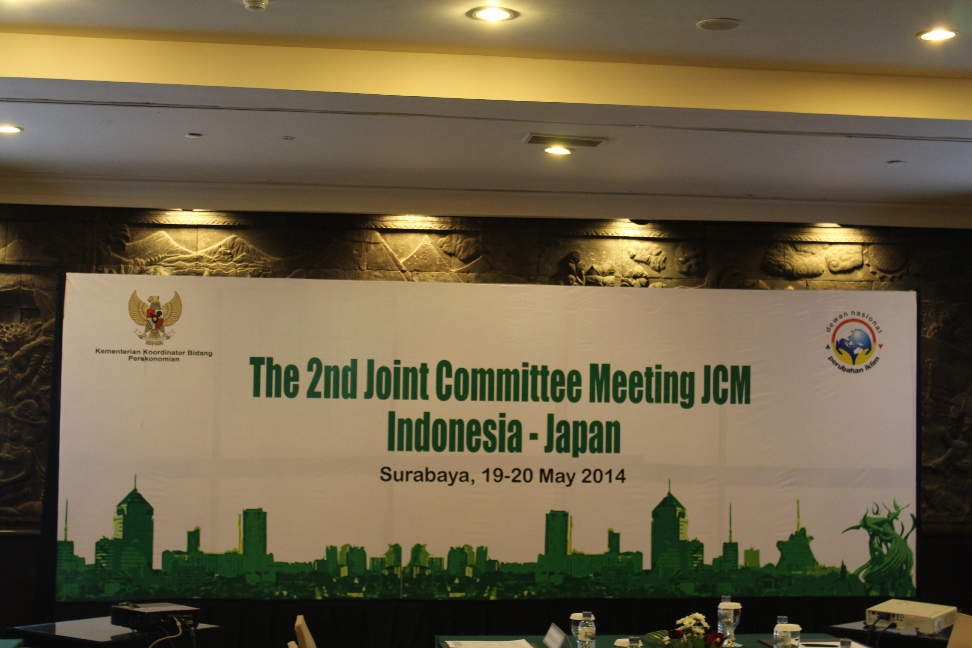 Kementerian Koordinator Bidang
Perekonomian
dewan nasional
perubahan iklim
The 2nd Joint Committee Meeting JCM
Indonesia - Japan
Surabaya, 19-20 May 2014